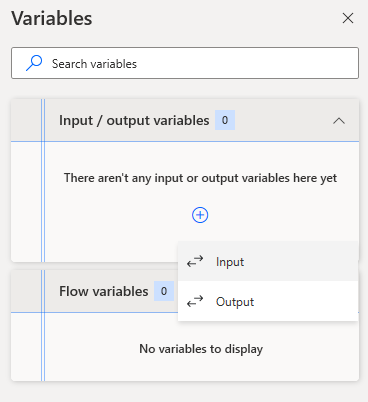 Variables
Search variables
Input / output variables 0
There aren't any input or output variables here yet
Input
Flow variables 0
Output
No variables to display